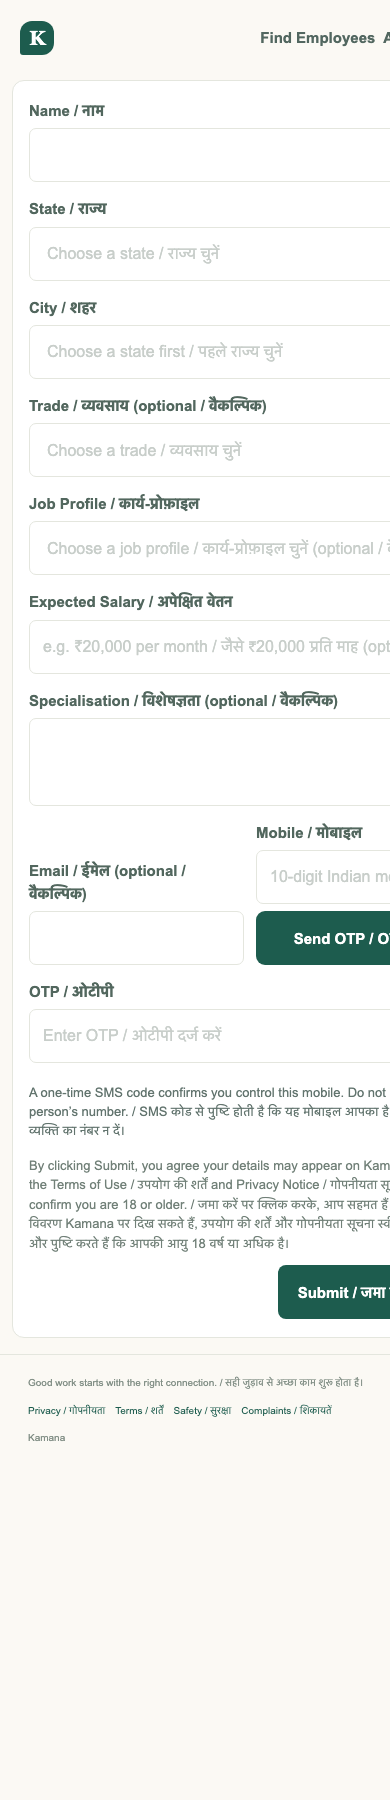 K
Find Employees
Name / नाम
State / राज्य
Choose a state / राज्य चुनें
City / शहर
Choose a state first / पहले राज्य चुनें
Trade / व्यवसाय (optional / वैकल्पिक)
Choose a trade / व्यवसाय चुनें
Job Profile / कार्य-प्रोफ़ाइल
Choose a job profile / कार्य-प्रोफ़ाइल चुनें (optional /
Expected Salary / अपेक्षित वेतन
e.g. ₹20,000 per month / जैसे ₹20,000 प्रति माह
Specialisation / विशेषज्ञता (optional / वैकल्पिक)
Mobile / मोबाइल
10-digit Indian
Email / ईमेल (optional /
वैकल्पिक)
Send OTP /
OTP / ओटीपी
Enter OTP / ओटीपी दर्ज करें
A one-time SMS code confirms you control this mobile. Do not
person's number. / SMS कोड से पुष्टि होती है कि यह मोबाइल आपका है
व्यक्ति का नंबर न दें।
By clicking Submit, you agree your details may appear on
the Terms of Use / उपयोग की शर्तें and Privacy Notice / गोपनीयता
confirm you are 18 or older. / जमा करें पर क्लिक करके, आप सहमत हैं
विवरण Kamana पर दिख सकते हैं, उपयोग की शर्तें और गोपनीयता सूचना
और पुष्टि करते हैं कि आपकी आयु 18 वर्ष या अधिक है।
Submit / जमा
Good work starts with the right connection. / सही जुड़ाव से अच्छा काम शुरू होता है।
Privacy / गोपनीयता Terms / शर्तें Safety / सुरक्षा Complaints / शिकायतें
Kamana